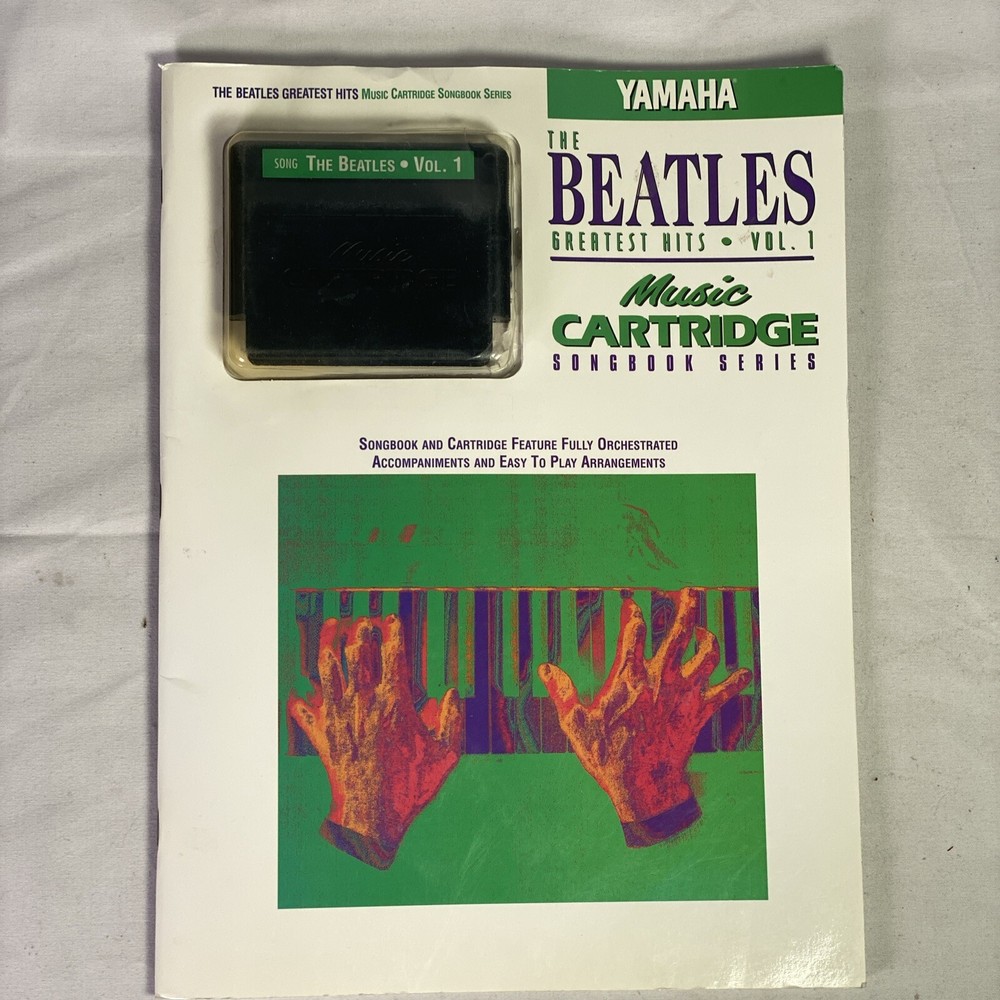 THE BEATLES GREATEST HITS MUSIC CARTRIDGE SONGBOOK SERIES
SONG THE BEATLES • VOL. 1
Music
YAMAHA
THE
BEATLES
GREATEST HITS • VOL. 1
Music
CARTRIDGE
SONGBOOK SERIES
SONGBOOK AND CARTRIDGE FEATURE FULLY ORCHESTRATED
ACCOMPANIMENTS AND EASY TO PLAY ARRANGEMENTS